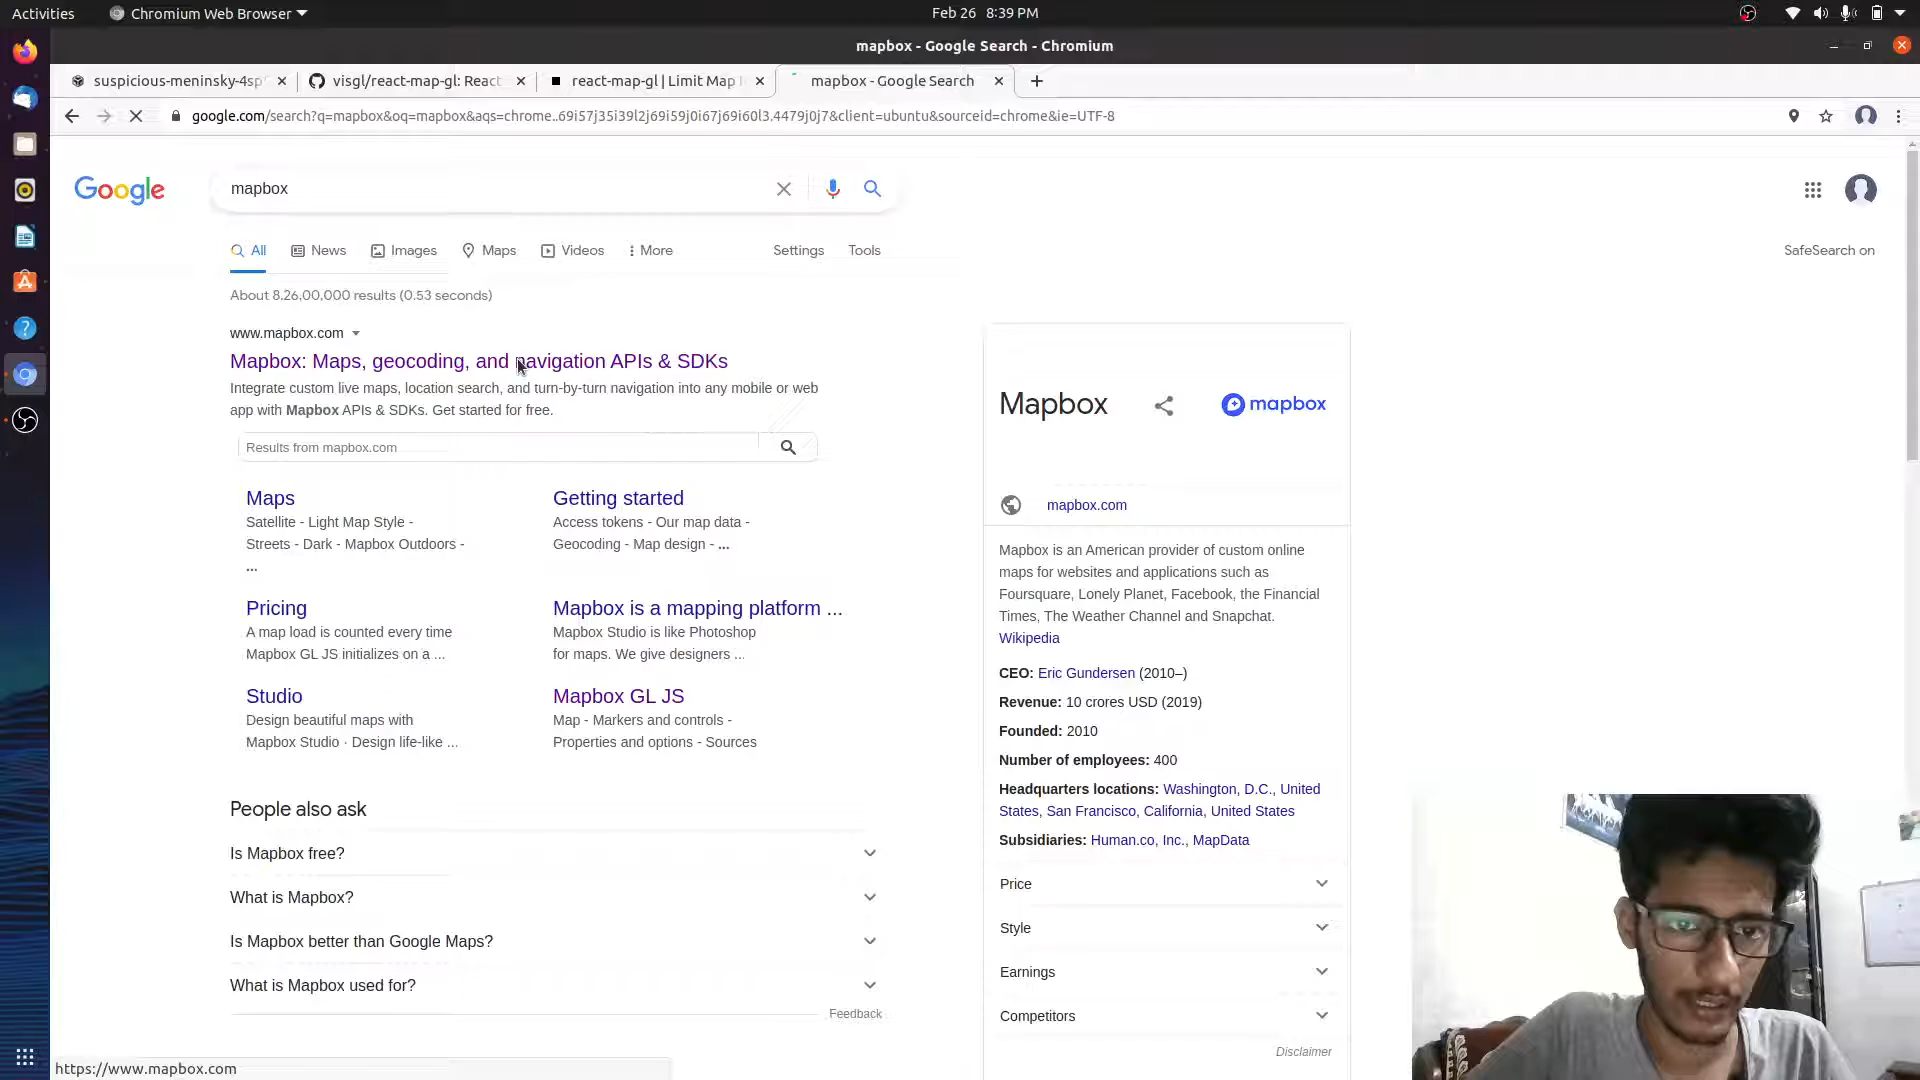 Activities
Chromium Web Browser
Feb 26 8:39 PM
mapbox - Google Search - Chromium
suspicious-meninsky-4sp
visgl/react-map-gl: React
react-map-gl | Limit Map
mapbox - Google Search
google.com/search?q=mapbox&oq=mapbox&aqs=chrome..69i57j35i39l2j69i59j0i67j69i60l3.4479j0j7&client=ubuntu&sourceid=chrome&ie=UTF-8
Google
mapbox
All
News
Images
Maps
Videos
More
Settings
Tools
SafeSearch on
About 8,26,00,000 results (0.53 seconds)
www.mapbox.com
Mapbox: Maps, geocoding, and navigation APIs & SDKs
Integrate custom live maps, location search, and turn-by-turn navigation into any mobile or web
app with Mapbox APIs & SDKs. Get started for free.
Results from mapbox.com
Maps
Satellite - Light Map Style -
Streets - Dark - Mapbox Outdoors -
...
Getting started
Access tokens - Our map data -
Geocoding - Map design - ...
Pricing
A map load is counted every time
Mapbox GL JS initializes on a ...
Mapbox is a mapping platform ...
Mapbox Studio is like Photoshop
for maps. We give designers ...
Studio
Design beautiful maps with
Mapbox Studio · Design life-like ...
Mapbox GL JS
Map - Markers and controls -
Properties and options - Sources
People also ask
Is Mapbox free?
What is Mapbox?
Is Mapbox better than Google Maps?
What is Mapbox used for?
Feedback
Mapbox
mapbox
mapbox.com
Mapbox is an American provider of custom online
maps for websites and applications such as
Foursquare, Lonely Planet, Facebook, the Financial
Times, The Weather Channel and Snapchat.
Wikipedia
CEO: Eric Gundersen (2010–)
Revenue: 10 crores USD (2019)
Founded: 2010
Number of employees: 400
Headquarters locations: Washington, D.C., United
States, San Francisco, California, United States
Subsidiaries: Human.co, Inc., MapData
Price
Style
Earnings
Competitors
Disclaimer
https://www.mapbox.com